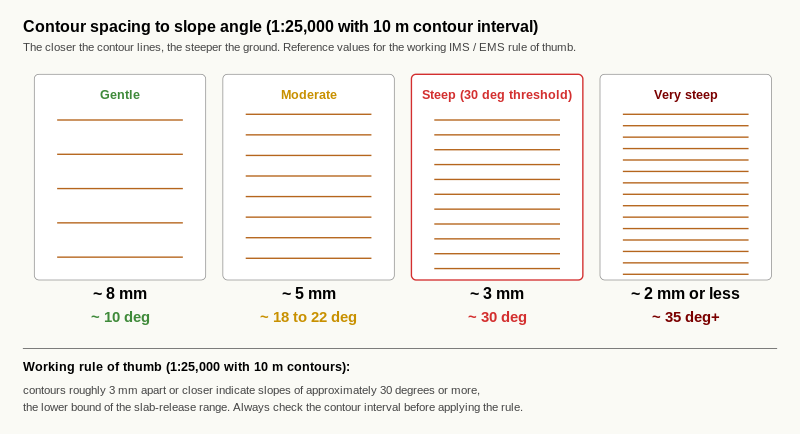 Contour spacing to slope angle (1:25,000 with 10 m contour interval)
The closer the contour lines, the steeper the ground. Reference values for the working IMS / EMS rule of thumb.
Gentle
Moderate
Steep (30 deg threshold)
Very steep
~ 8 mm
~ 5 mm
~ 3 mm
~ 2 mm or less
~ 10 deg
~ 18 to 22 deg
~ 30 deg
~ 35 deg+
Working rule of thumb (1:25,000 with 10 m contours):
contours roughly 3 mm apart or closer indicate slopes of approximately 30 degrees or more,
the lower bound of the slab-release range. Always check the contour interval before applying the rule.